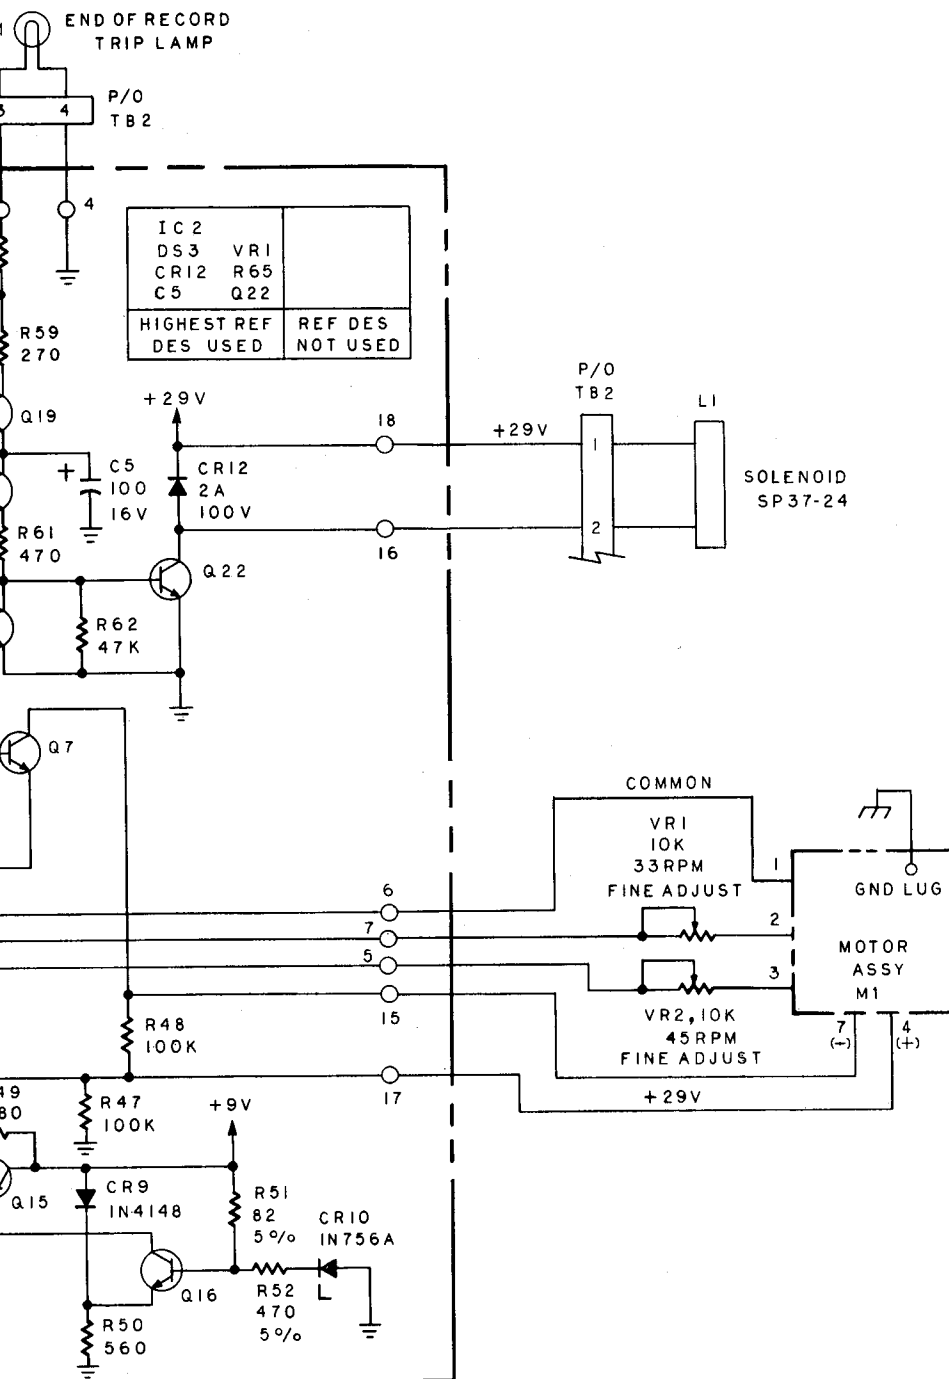 END OF RECORD
TRIP LAMP
P/O
TB2
3
4
4
IC2
DS3 VR1
CR12 R65
C5 Q22
HIGHEST REF
DES USED
REF DES
NOT USED
R59
270
Q19
+29V
+
C5
100
16V
CR12
2A
100V
R61
470
Q22
R62
47K
18
16
+29V
P/O
TB2
1
2
L1
SOLENOID
SP37-24
Q7
COMMON
VR1
10K
33RPM
FINE ADJUST
6
7
5
15
17
1
2
3
GND LUG
MOTOR
ASSY
M1
7
(-)
4
(+)
VR2, 10K
45RPM
FINE ADJUST
+29V
R48
100K
49
80
R47
100K
+9V
Q15
CR9
1N4148
R51
82
5%
CR10
1N756A
Q16
R52
470
5%
R50
560